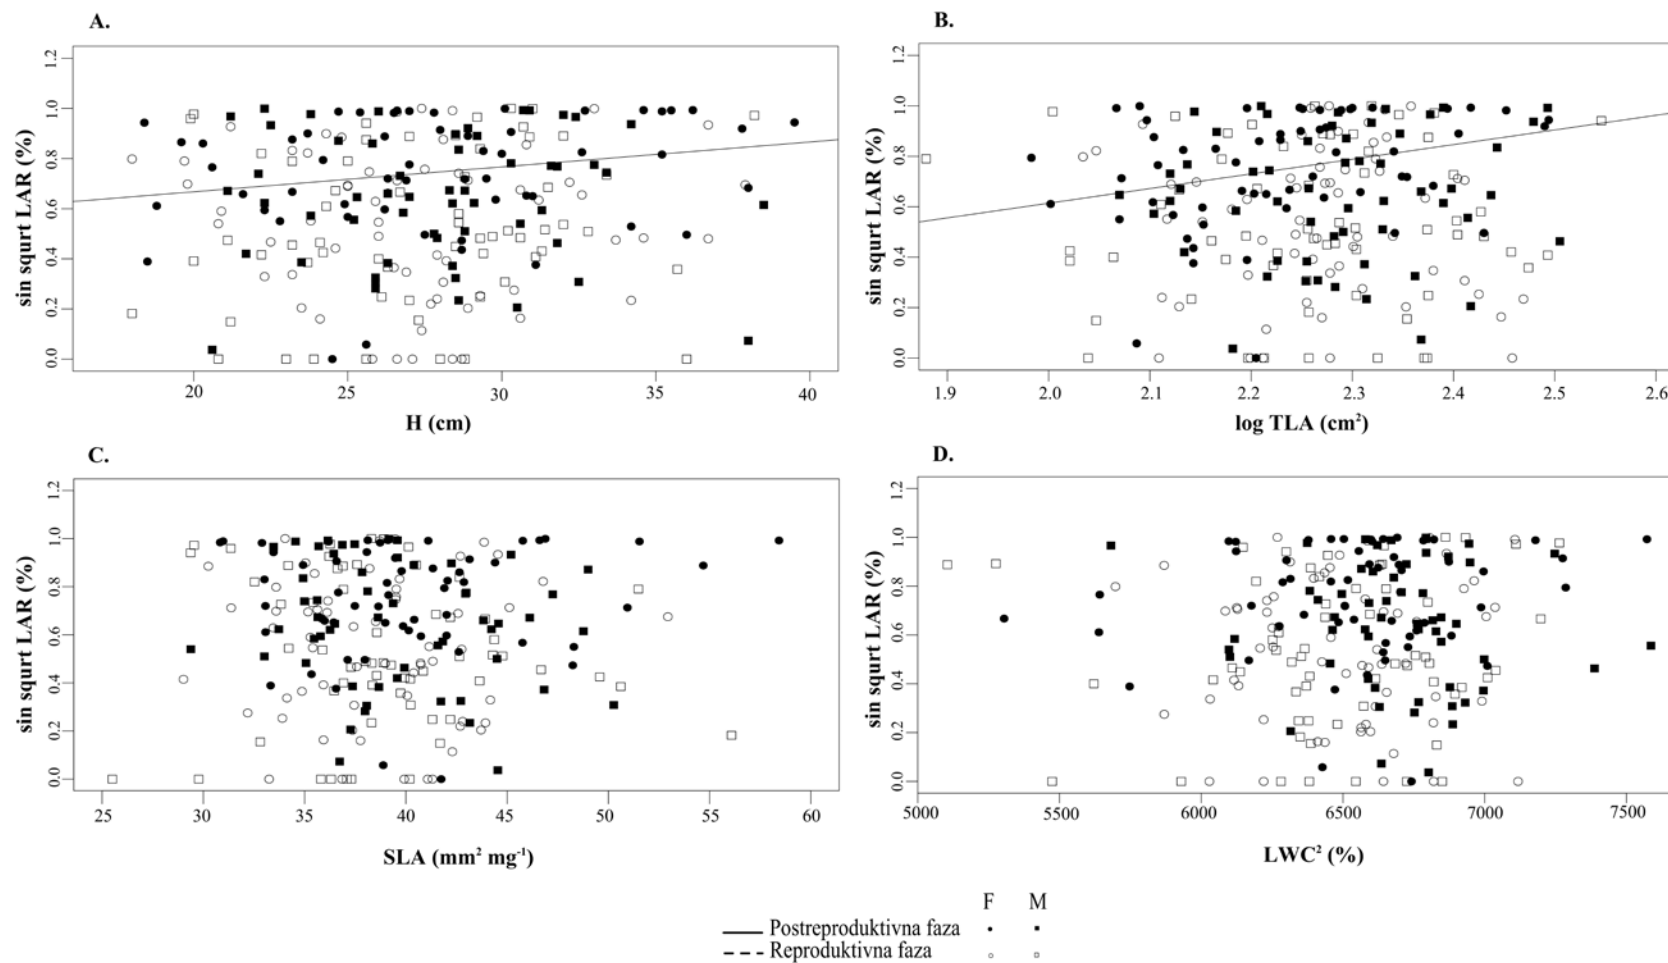 A.
B.
sin squrt LAR (%)
0.0 0.2 0.4 0.6 0.8 1.0 1.2
20 25 30 35 40
H (cm)
sin squrt LAR (%)
0.0 0.2 0.4 0.6 0.8 1.0 1.2
1.9 2.0 2.1 2.2 2.3 2.4 2.5 2.6
log TLA (cm²)
C.
D.
sin squrt LAR (%)
0.0 0.2 0.4 0.6 0.8 1.0 1.2
25 30 35 40 45 50 55 60
SLA (mm² mg⁻¹)
sin squrt LAR (%)
0.0 0.2 0.4 0.6 0.8 1.0 1.2
5000 5500 6000 6500 7000 7500
LWC² (%)
F M
Postreproduktivna faza
Reproduktivna faza